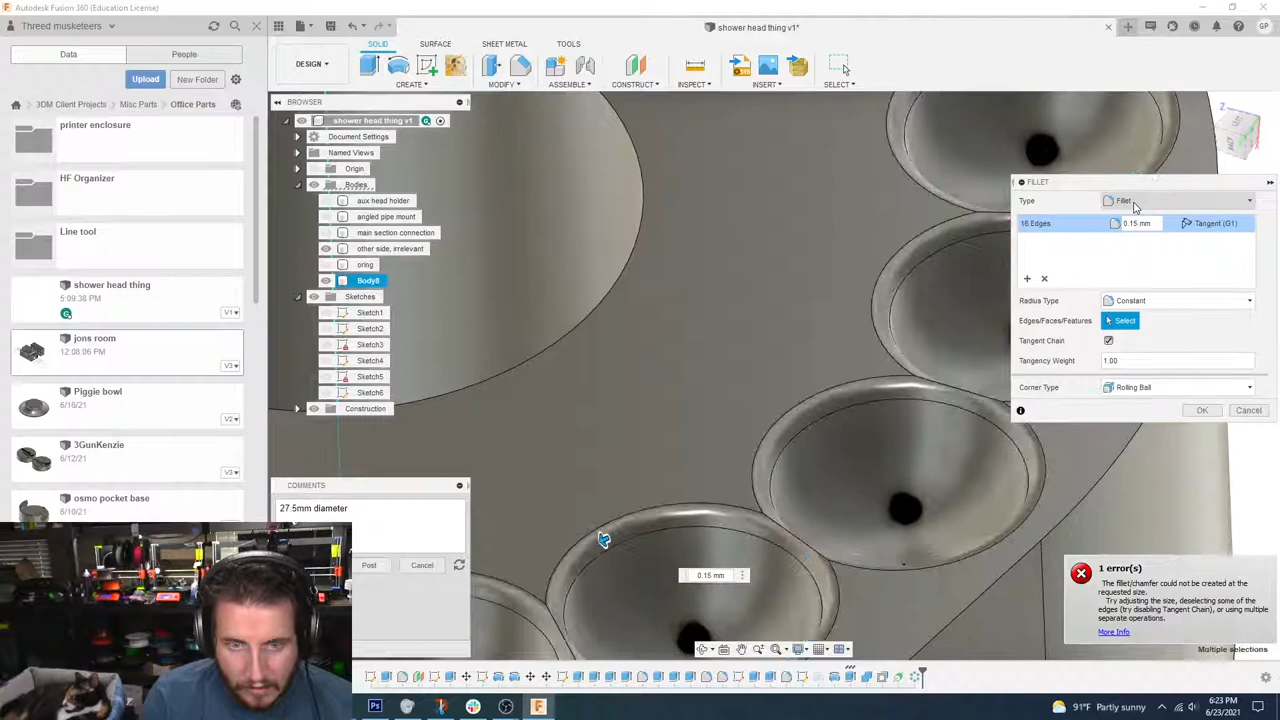 Autodesk Fusion 360 (Education License)
Threed musketeers
shower head thing v1*
GP
Data
People
SOLID
SURFACE
SHEET METAL
TOOLS
DESIGN
CREATE
MODIFY
ASSEMBLE
CONSTRUCT
INSPECT
INSERT
SELECT
Upload
New Folder
3DM Client Projects
Misc Parts
Office Parts
printer enclosure
HF Organizer
Line tool
shower head thing
5:09:38 PM
V1
jons room
12:08:06 PM
V3
Piggie bowl
6/16/21
V2
3GunKenzie
6/12/21
V3
osmo pocket base
6/10/21
V2
BROWSER
shower head thing v1
Document Settings
Named Views
Origin
Bodies
aux head holder
angled pipe mount
main section connection
other side, irrelevant
oring
Body8
Sketches
Sketch1
Sketch2
Sketch3
Sketch4
Sketch5
Sketch6
Construction
COMMENTS
27.5mm diameter
Post
Cancel
0.15 mm
FILLET
Type
Fillet
16 Edges
0.15 mm
Tangent (G1)
Radius Type
Constant
Edges/Faces/Features
Select
Tangent Chain
Tangency Weight
1.00
Corner Type
Rolling Ball
OK
Cancel
1 error(s)
The fillet/chamfer could not be created at the
requested size.
Try adjusting the size, deselecting some of the
edges (try disabling Tangent Chain), or using multiple
separate operations.
More Info
Multiple selections
91°F Partly sunny
6:23 PM
6/23/2021